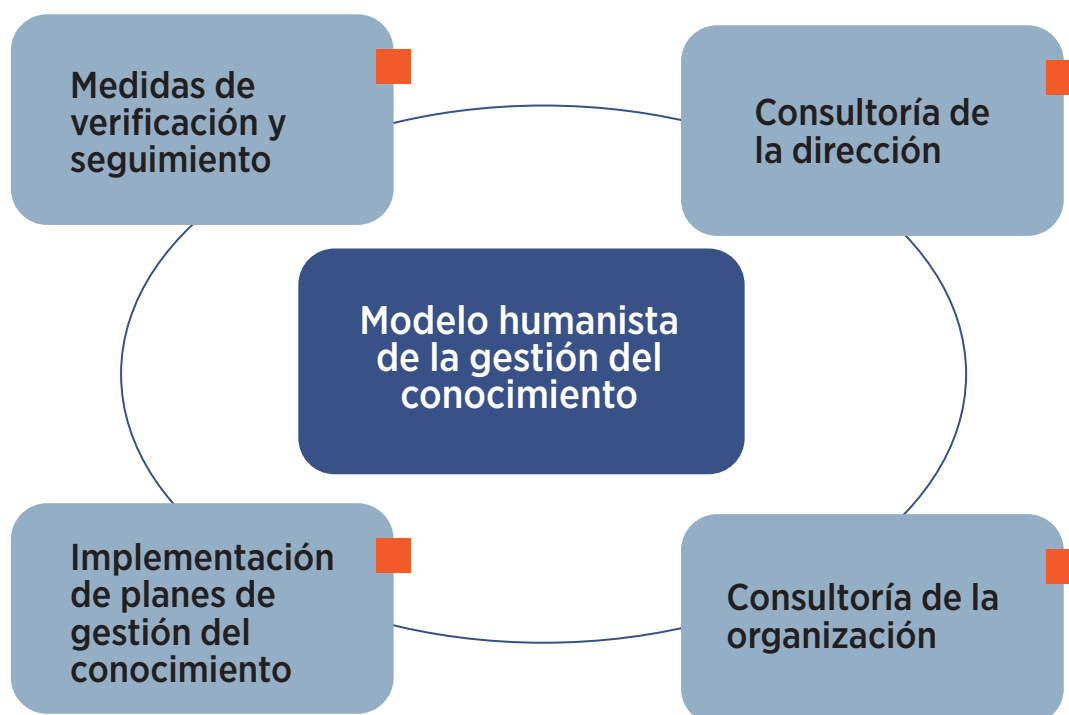 Medidas de
verificación y
seguimiento
Consultoría de
la dirección
Modelo humanista
de la gestión del
conocimiento
Implementación
de planes de
gestión del
conocimiento
Consultoría de la
organización